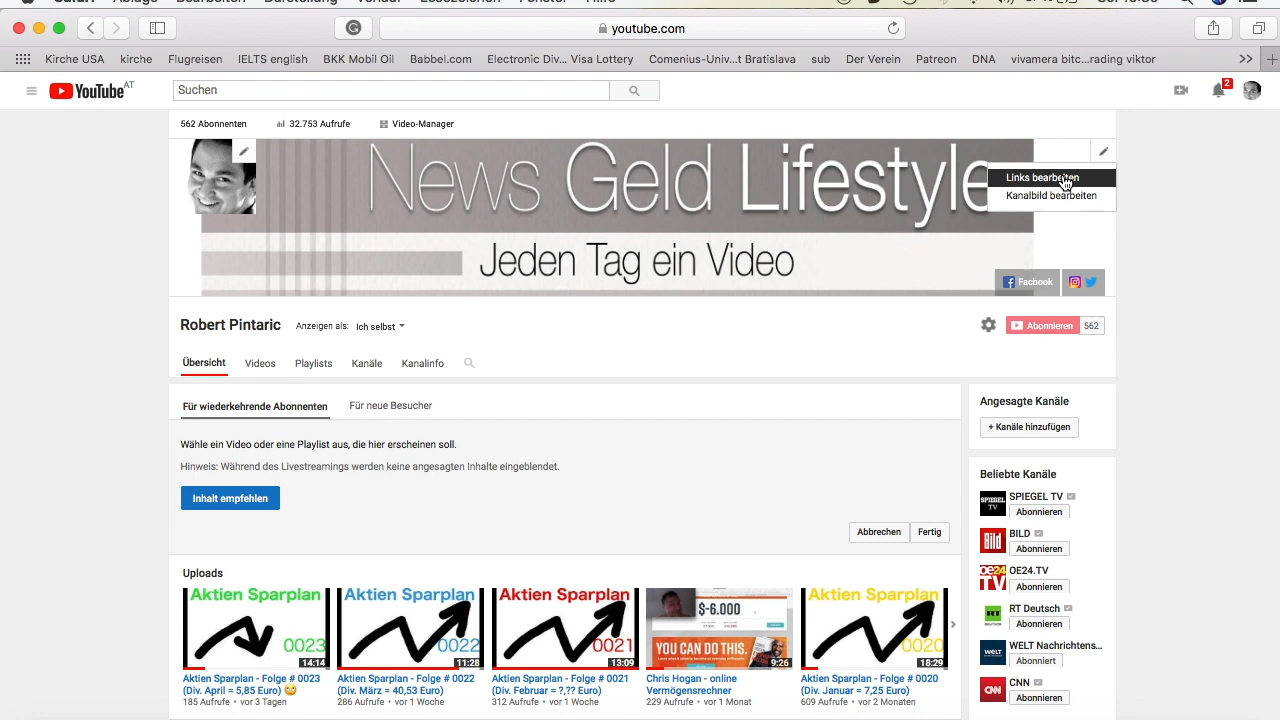 youtube.com
Kirche USA kirche Flugreisen IELTS english BKK Mobil Oil Babbel.com Electronic Div... Visa Lottery Comenius-Univ...t Bratislava sub Der Verein Patreon DNA vivamera bitc...rading viktor
YouTube AT
Suchen
2
562 Abonnenten 32.753 Aufrufe Video-Manager
News Geld Lifestyle
Links bearbeiten
Kanalbild bearbeiten
Jeden Tag ein Video
Facbook
Robert Pintaric Anzeigen als: Ich selbst
Abonnieren 562
Übersicht Videos Playlists Kanäle Kanalinfo
Für wiederkehrende Abonnenten Für neue Besucher
Wähle ein Video oder eine Playlist aus, die hier erscheinen soll.
Hinweis: Während des Livestreamings werden keine angesagten Inhalte eingeblendet.
Inhalt empfehlen
Abbrechen Fertig
Angesagte Kanäle
+ Kanäle hinzufügen
Beliebte Kanäle
SPIEGEL TV
SPIEGEL TV
Abonnieren
Bild
BILD
Abonnieren
oe24 TV
OE24.TV
Abonnieren
RT
RT Deutsch
Abonnieren
welt
WELT Nachrichtens...
Abonniert
CNN
CNN
Abonnieren
Uploads
Aktien Sparplan
0023
14:14
Aktien Sparplan - Folge # 0023
(Div. April = 5,85 Euro)
185 Aufrufe • vor 3 Tagen
Aktien Sparplan
0022
11:28
Aktien Sparplan - Folge # 0022
(Div. März = 40,53 Euro)
286 Aufrufe • vor 1 Woche
Aktien Sparplan
0021
13:09
Aktien Sparplan - Folge # 0021
(Div. Februar = ?,?? Euro)
312 Aufrufe • vor 1 Woche
$-6.000
YOU CAN DO THIS.
9:26
Chris Hogan - online
Vermögensrechner
229 Aufrufe • vor 1 Monat
Aktien Sparplan
0020
18:29
Aktien Sparplan - Folge # 0020
(Div. Januar = 7,25 Euro)
609 Aufrufe • vor 2 Monaten